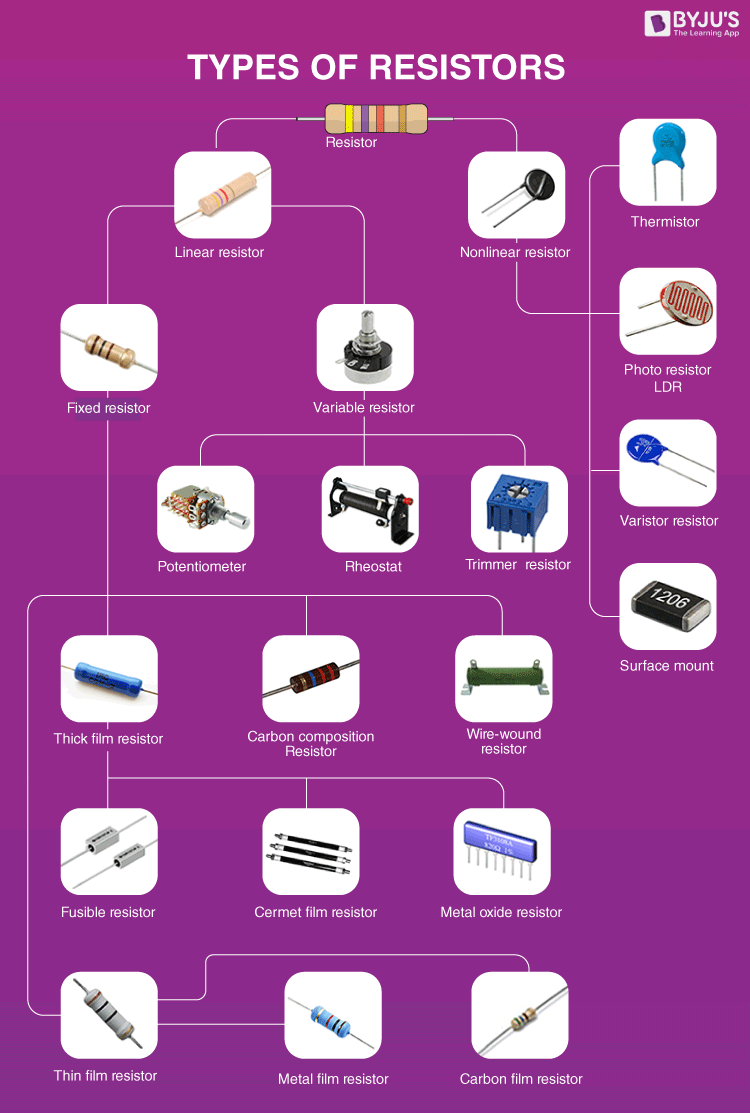 BYJU'S
The Learning App
TYPES OF RESISTORS
Resistor
Linear resistor
Nonlinear resistor
Thermistor
Photo resistor
LDR
Fixed resistor
Variable resistor
Varistor resistor
Potentiometer
Rheostat
Trimmer resistor
1206
Surface mount
Thick film resistor
Carbon composition
Resistor
Wire-wound
resistor
820Ω 1%
Fusible resistor
Cermet film resistor
Metal oxide resistor
Thin film resistor
Metal film resistor
Carbon film resistor